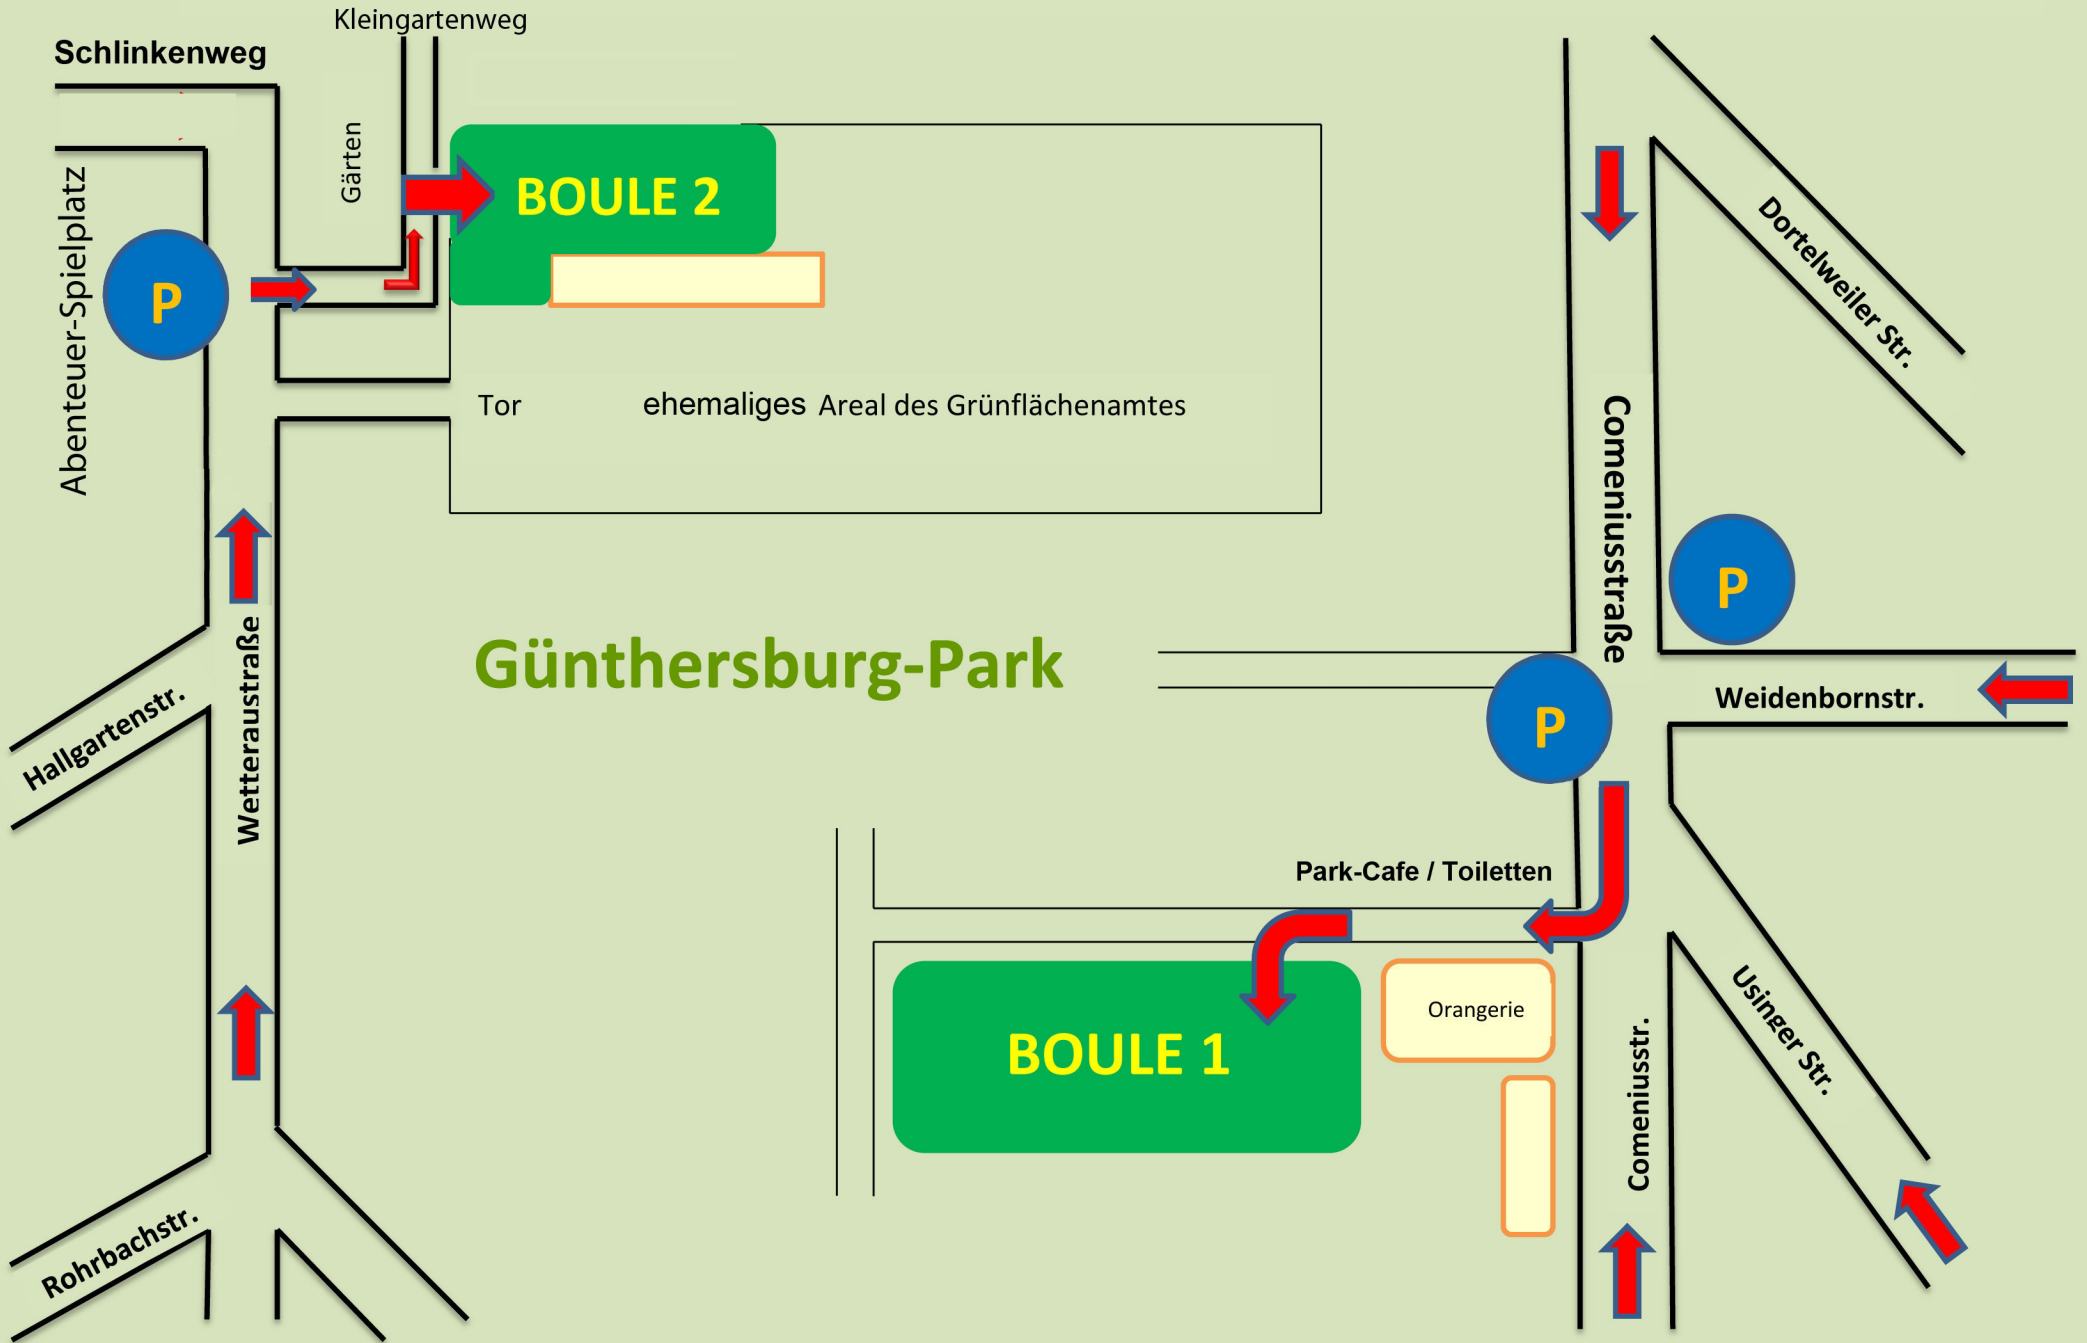 Kleingartenweg
Schlinkenweg
Gärten
Abenteuer-Spielplatz
BOULE 2
P
Dortelweiler Str.
Tor
ehemaliges Areal des Grünflächenamtes
Comeniusstraße
P
Günthersburg-Park
Weidenbornstr.
P
Hallgartenstr.
Wetteraustraße
Park-Cafe / Toiletten
Orangerie
BOULE 1
Usinger Str.
Comeniusstr.
Rohrbachstr.